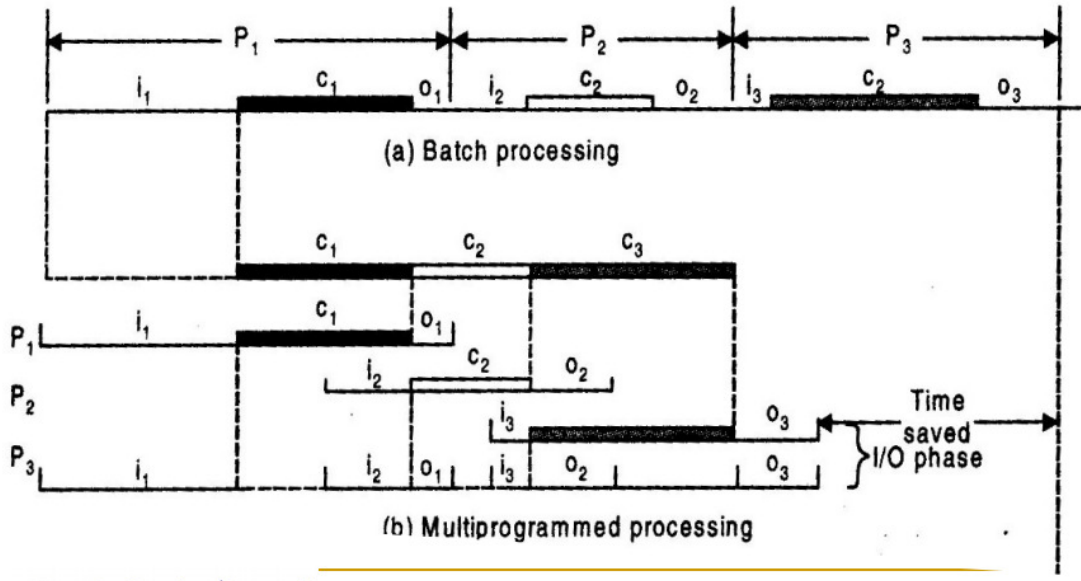 P₁ P₂ P₃
i₁ c₁ o₁ i₂ c₂ o₂ i₃ c₂ o₃
(a) Batch processing
c₁ c₂ c₃
P₁ i₁ c₁ o₁
P₂ i₂ c₂ o₂
i₃ o₃ Time
saved
P₃ i₁ i₂ o₁ i₃ o₂ o₃ I/O phase
(b) Multiprogrammed processing